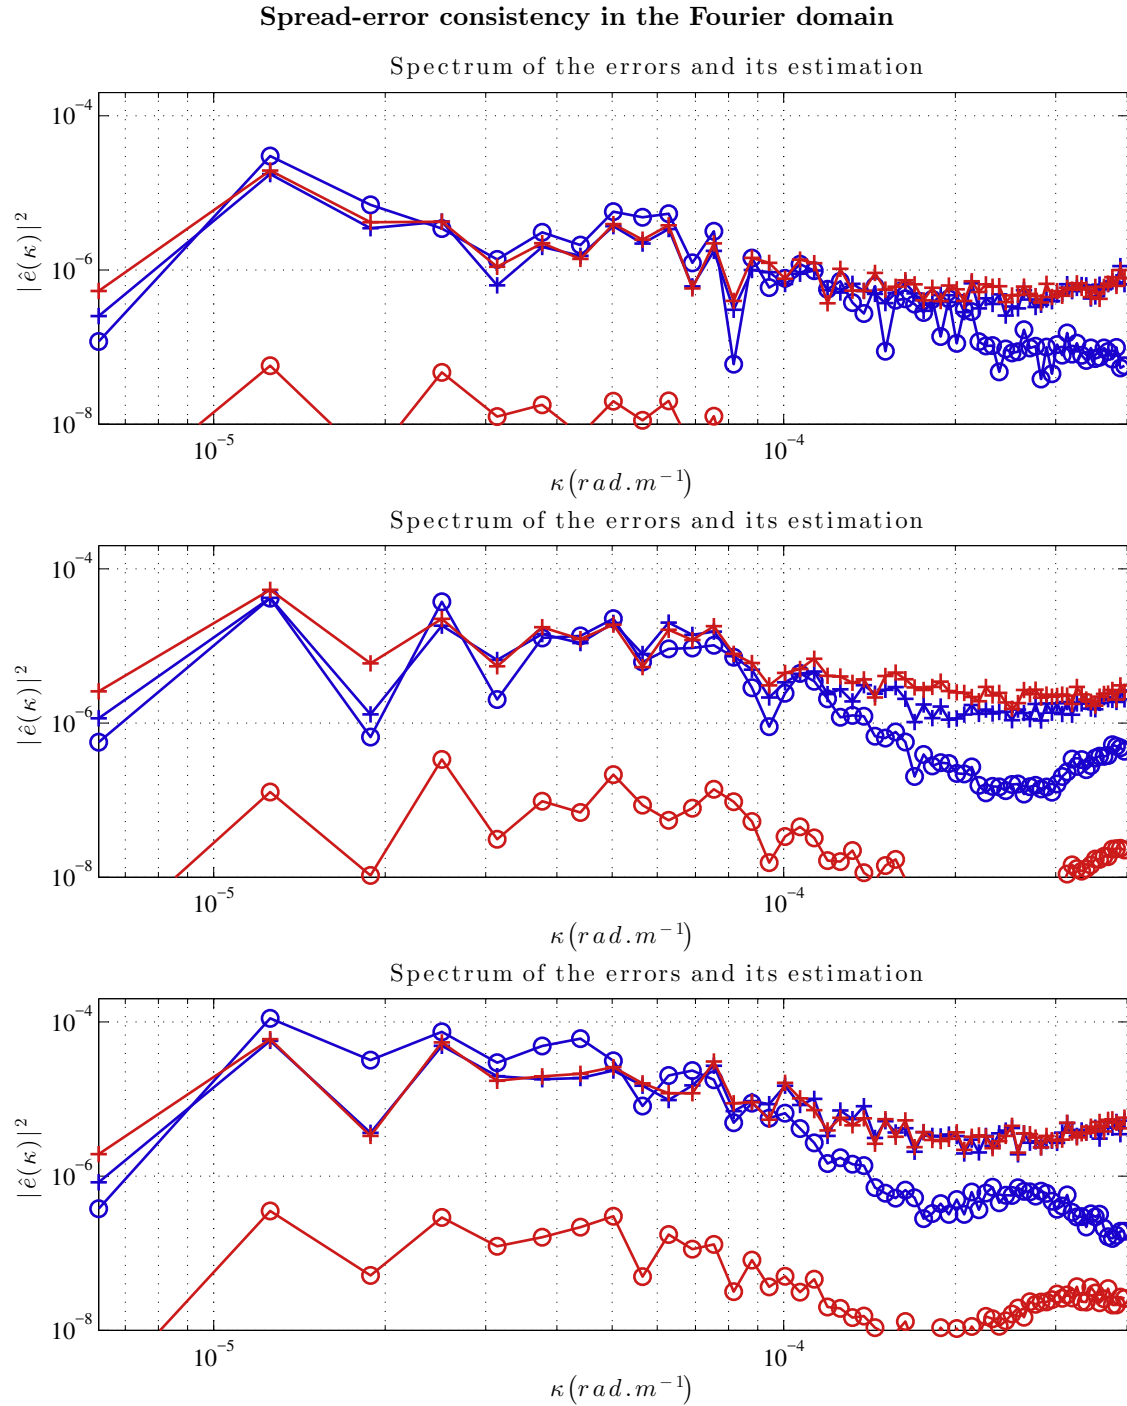 Spread-error consistency in the Fourier domain
Spectrum of the errors and its estimation
10⁻⁴
10⁻⁶
10⁻⁸
|ê(κ)|²
10⁻⁵ 10⁻⁴
κ(rad.m⁻¹)
Spectrum of the errors and its estimation
10⁻⁴
10⁻⁶
10⁻⁸
|ê(κ)|²
10⁻⁵ 10⁻⁴
κ(rad.m⁻¹)
Spectrum of the errors and its estimation
10⁻⁴
10⁻⁶
10⁻⁸
|ê(κ)|²
10⁻⁵ 10⁻⁴
κ(rad.m⁻¹)